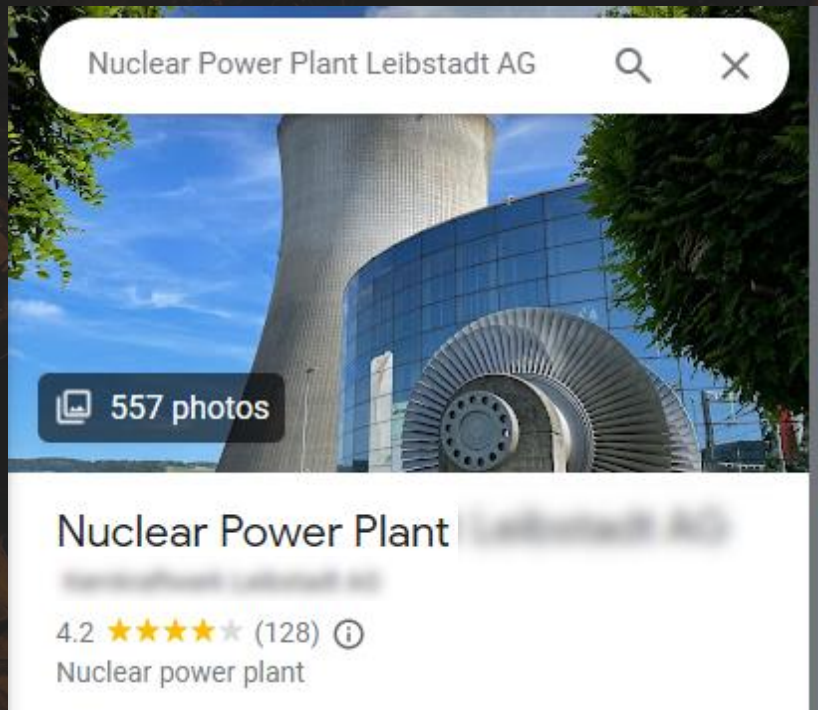 Nuclear Power Plant Leibstadt AG
557 photos
Nuclear Power Plant
4.2 (128)
Nuclear power plant